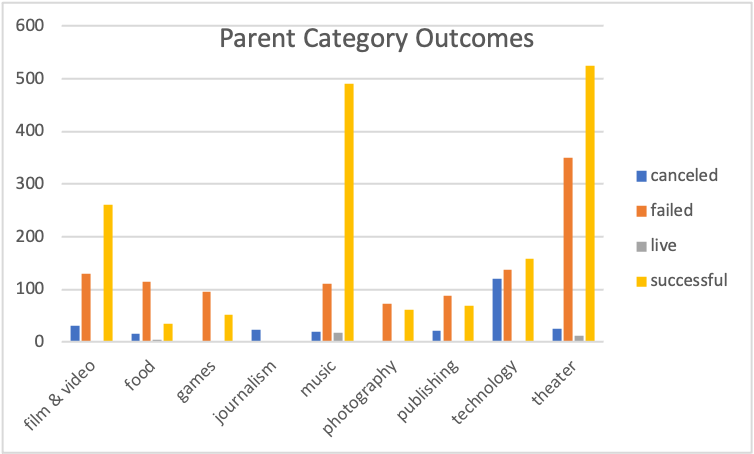 Parent Category Outcomes
600
500
400
300
200
100
0
film & video
food
games
journalism
music
photography
publishing
technology
theater
canceled
failed
live
successful